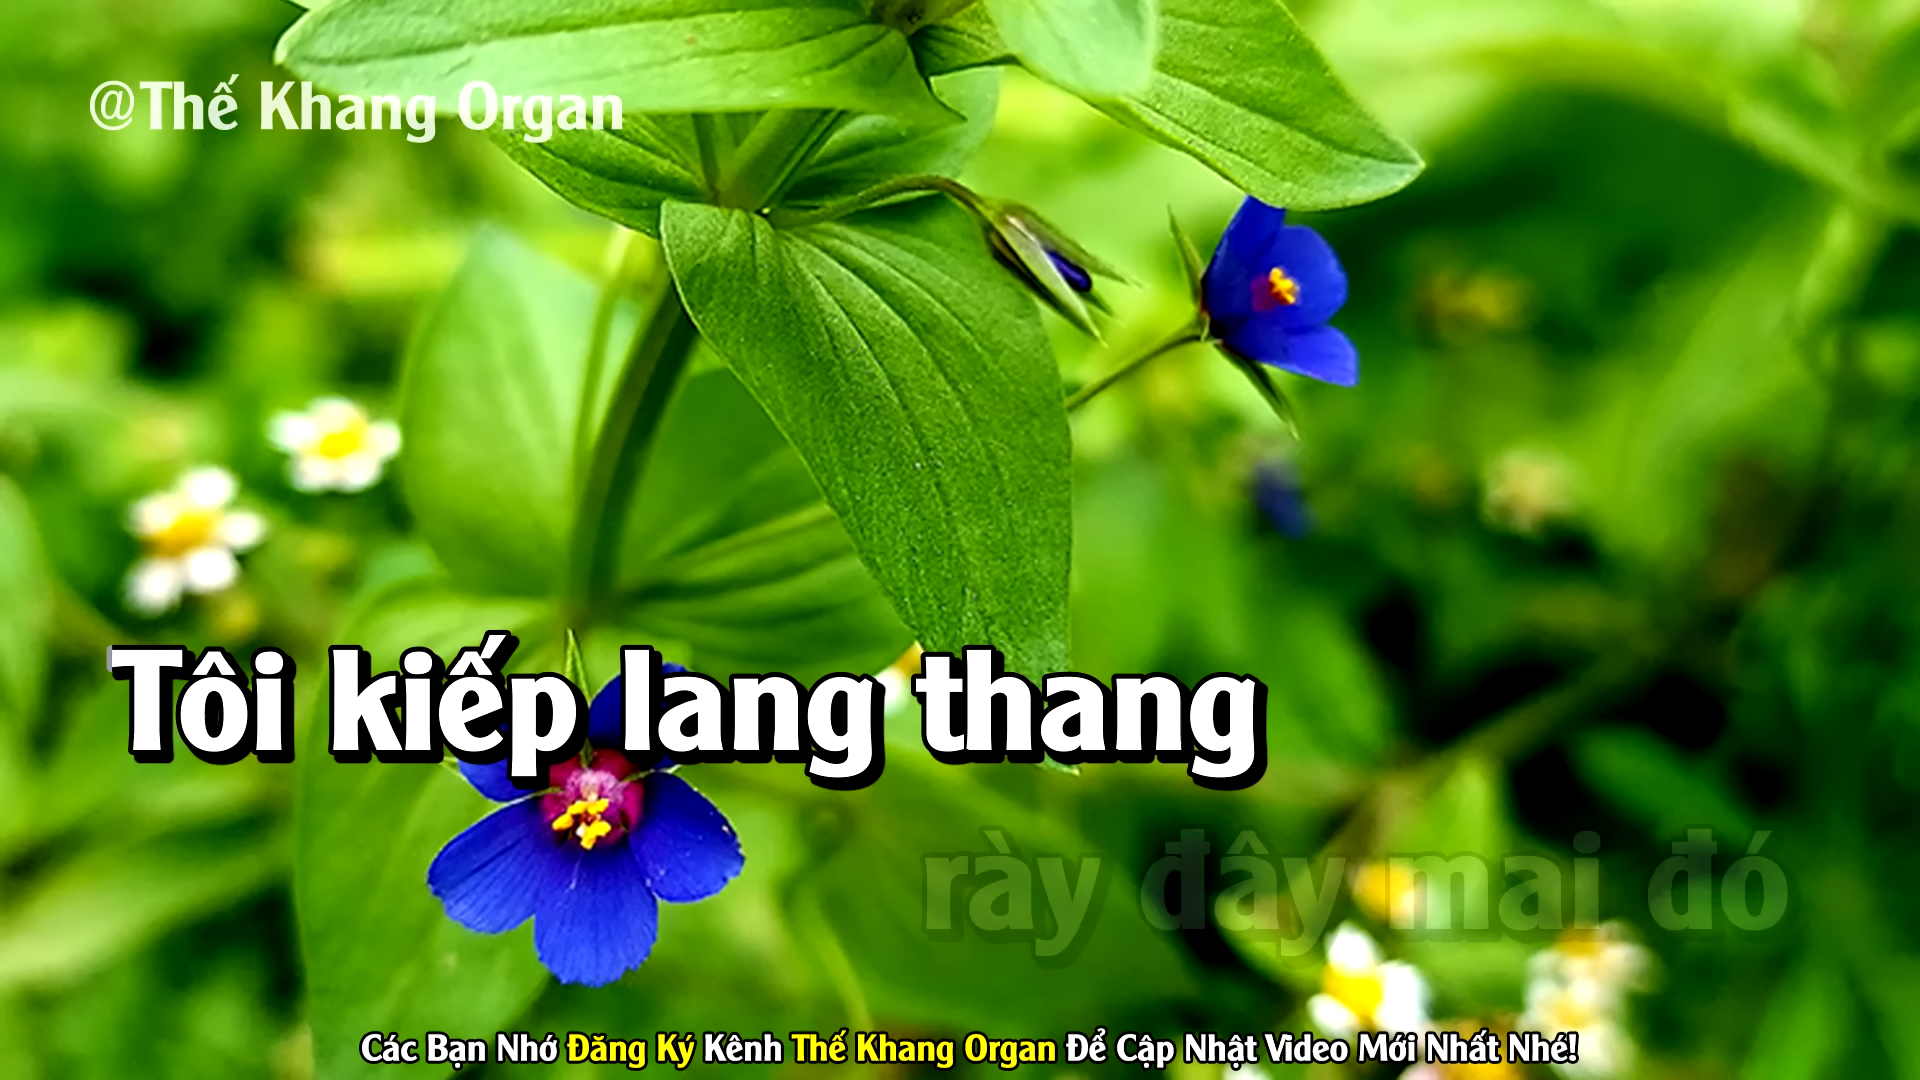 @Thế Khang Organ
Tôi kiếp lang thang
rày đây mai đó
Các Bạn Nhớ Đăng Ký Kênh Thế Khang Organ Để Cập Nhật Video Mới Nhất Nhé!